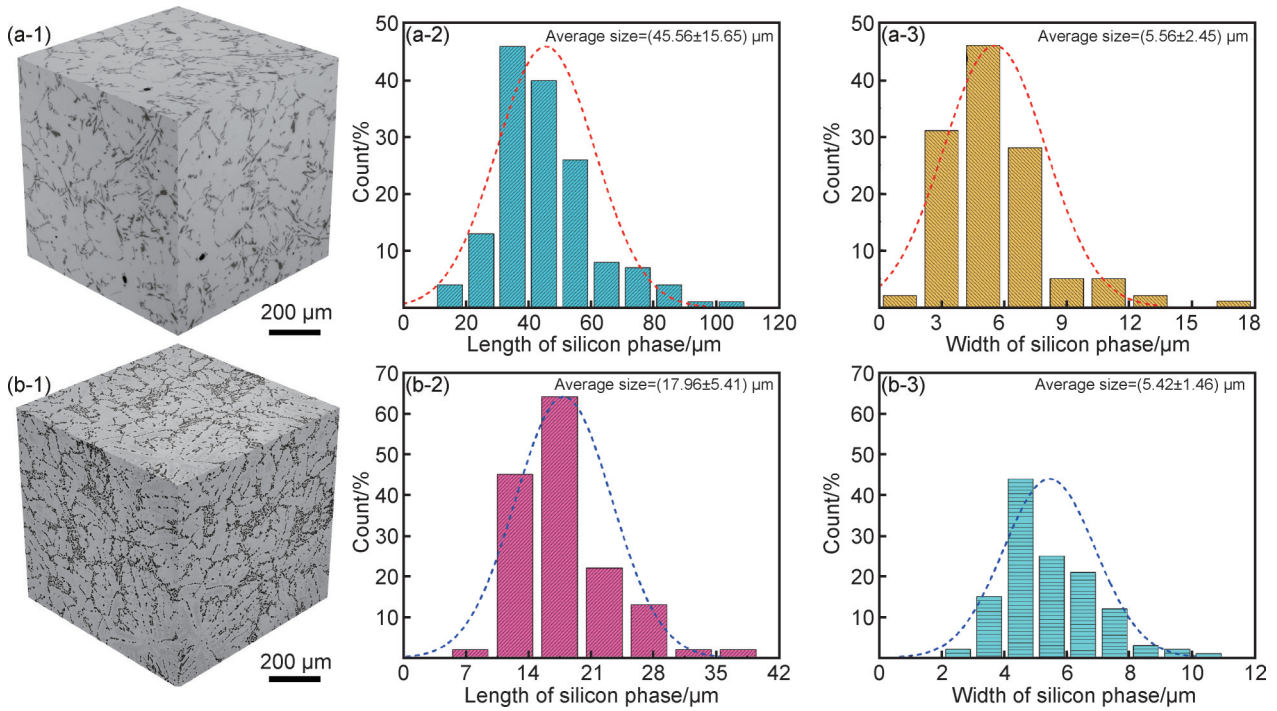 (a-1)
200 µm
(a-2)
Average size=(45.56±15.65) µm
Count/%
50
40
30
20
10
0
20
40
60
80
100
120
Length of silicon phase/µm
(a-3)
Average size=(5.56±2.45) µm
Count/%
50
40
30
20
10
0
3
6
9
12
15
18
Width of silicon phase/µm
(b-1)
200 µm
(b-2)
Average size=(17.96±5.41) µm
Count/%
70
60
50
40
30
20
10
0
7
14
21
28
35
42
Length of silicon phase/µm
(b-3)
Average size=(5.42±1.46) µm
Count/%
70
60
50
40
30
20
10
0
2
4
6
8
10
12
Width of silicon phase/µm